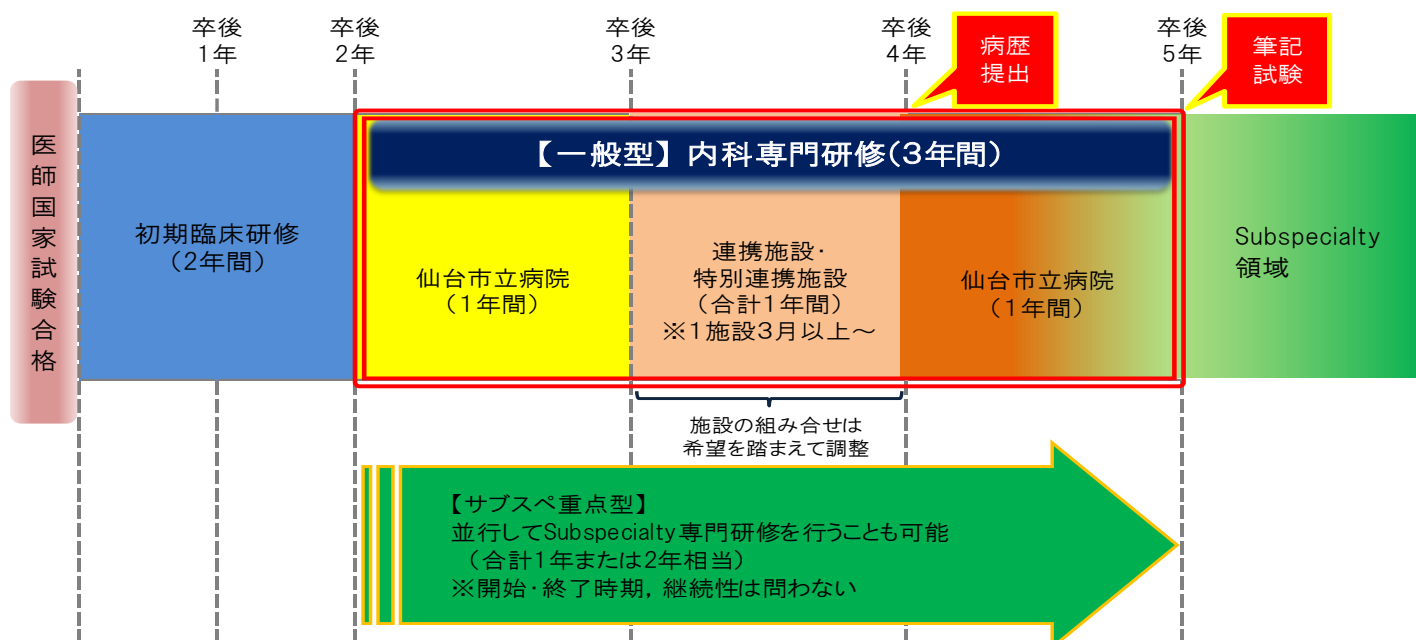 卒後
1年
卒後
2年
卒後
3年
卒後
4年
病歴
提出
卒後
5年
筆記
試験
医師国家試験合格
【一般型】内科専門研修(3年間)
初期臨床研修
(2年間)
仙台市立病院
(1年間)
連携施設・
特別連携施設
(合計1年間)
※1施設3月以上～
仙台市立病院
(1年間)
Subspecialty
領域
施設の組み合せは
希望を踏まえて調整
【サブスペ重点型】
並行してSubspecialty専門研修を行うことも可能
(合計1年または2年相当)
※開始・終了時期，継続性は問わない